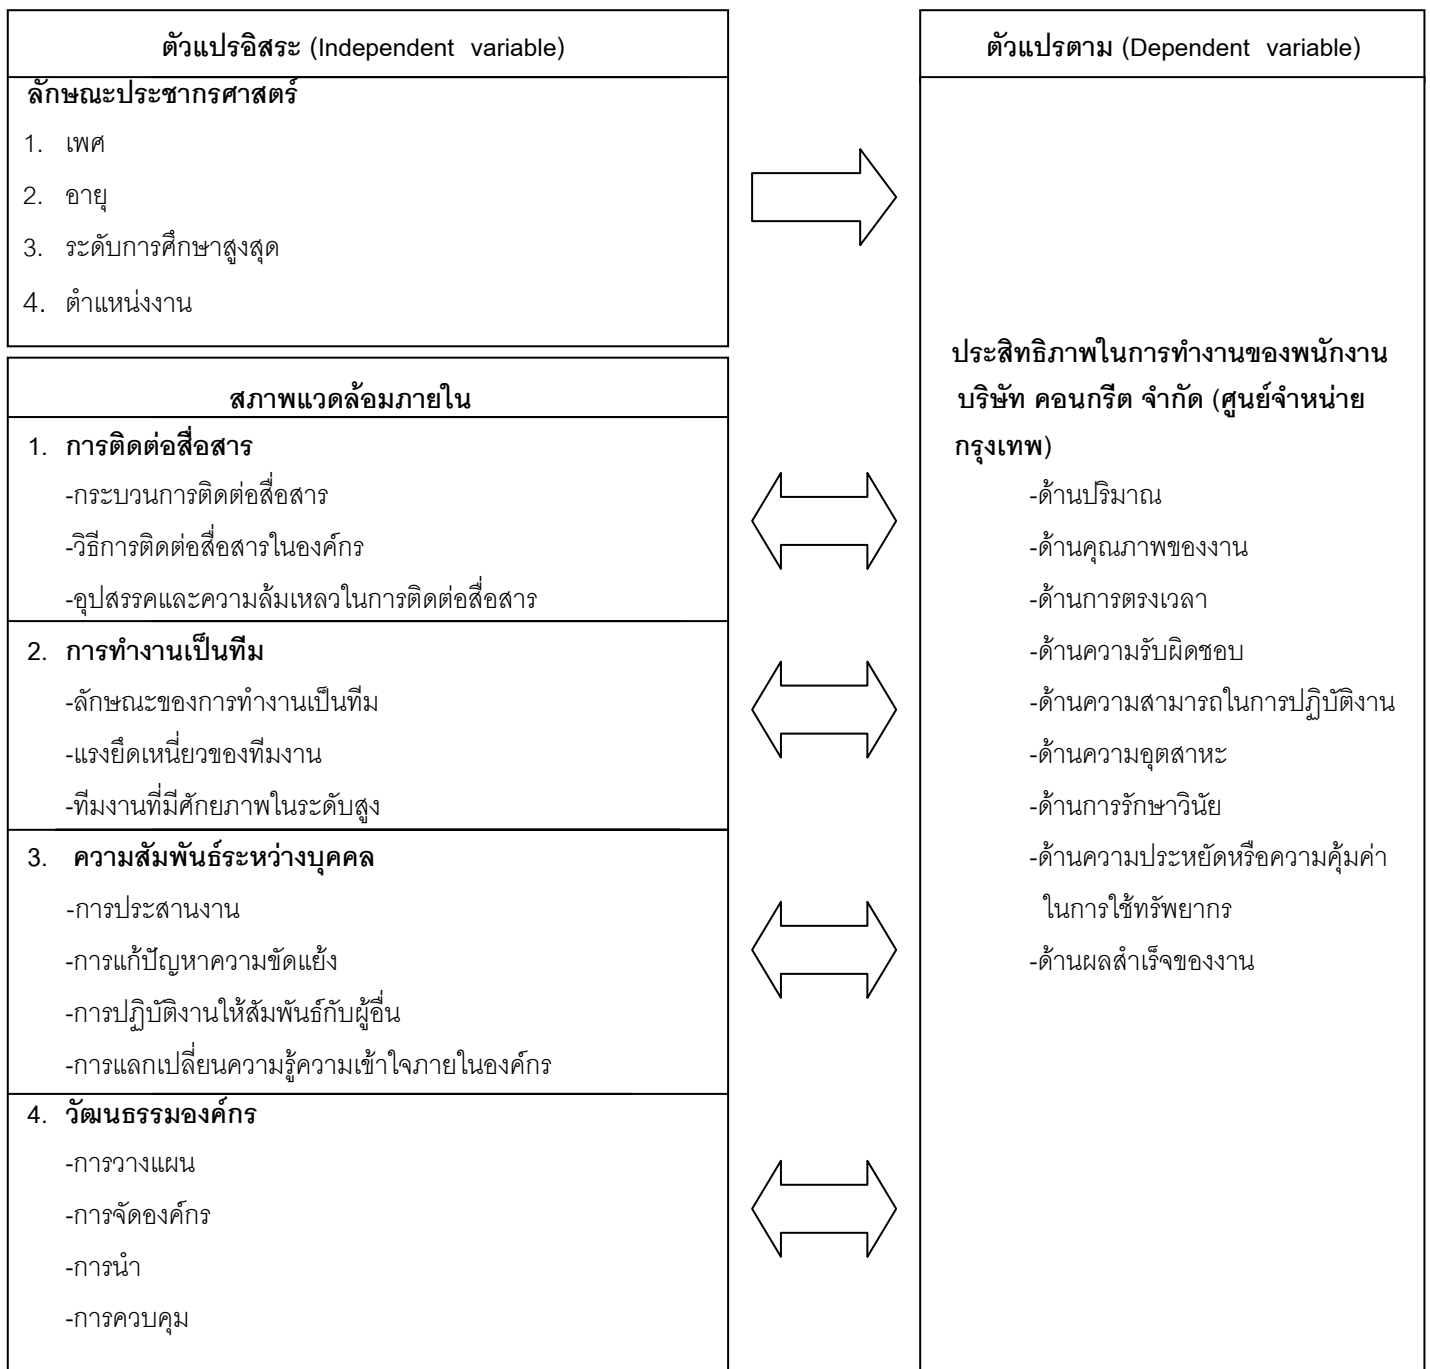 ตัวแปรอิสระ (Independent variable)
ลักษณะประชากรศาสตร์
1. เพศ
2. อายุ
3. ระดับการศึกษาสูงสุด
4. ตำแหน่งงาน
สภาพแวดล้อมภายใน
1. การติดต่อสื่อสาร
-กระบวนการติดต่อสื่อสาร
-วิธีการติดต่อสื่อสารในองค์กร
-อุปสรรคและความล้มเหลวในการติดต่อสื่อสาร
2. การทำงานเป็นทีม
-ลักษณะของการทำงานเป็นทีม
-แรงยึดเหนี่ยวของทีมงาน
-ทีมงานที่มีศักยภาพในระดับสูง
3. ความสัมพันธ์ระหว่างบุคคล
-การประสานงาน
-การแก้ปัญหาความขัดแย้ง
-การปฏิบัติงานให้สัมพันธ์กับผู้อื่น
-การแลกเปลี่ยนความรู้ความเข้าใจภายในองค์กร
4. วัฒนธรรมองค์กร
-การวางแผน
-การจัดองค์กร
-การนำ
-การควบคุม
ตัวแปรตาม (Dependent variable)
ประสิทธิภาพในการทำงานของพนักงาน
บริษัท คอนกรีต จำกัด (ศูนย์จำหน่าย
กรุงเทพ)
-ด้านปริมาณ
-ด้านคุณภาพของงาน
-ด้านการตรงเวลา
-ด้านความรับผิดชอบ
-ด้านความสามารถในการปฏิบัติงาน
-ด้านความอุตสาหะ
-ด้านการรักษาวินัย
-ด้านความประหยัดหรือความคุ้มค่า
ในการใช้ทรัพยากร
-ด้านผลสำเร็จของงาน